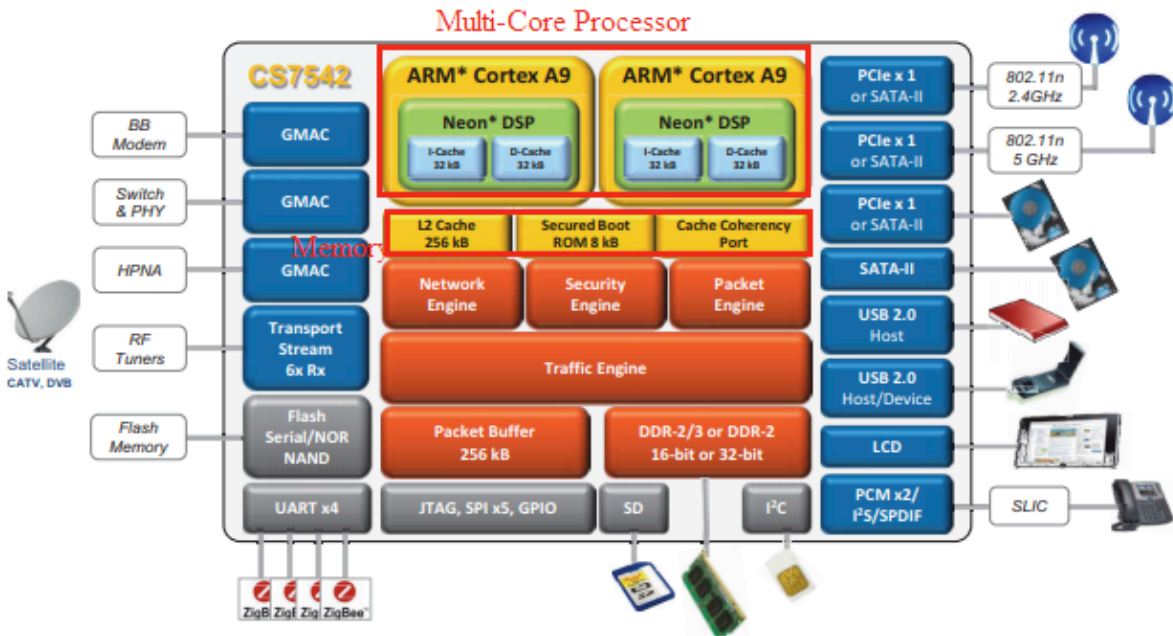 Multi-Core Processor
CS7542
ARM* Cortex A9
Neon* DSP
I-Cache
32 kB
D-Cache
32 kB
ARM* Cortex A9
Neon* DSP
I-Cache
32 kB
D-Cache
32 kB
L2 Cache
256 kB
Secured Boot
ROM 8 kB
Cache Coherency
Port
Memory
BB
Modem
GMAC
Switch
& PHY
GMAC
HPNA
GMAC
Satellite
CATV, DVB
RF
Tuners
Transport
Stream
6x Rx
Flash
Memory
Flash
Serial/NOR
NAND
UART x4
Network
Engine
Security
Engine
Packet
Engine
Traffic Engine
Packet Buffer
256 kB
DDR-2/3 or DDR-2
16-bit or 32-bit
JTAG, SPI x5, GPIO
SD
I²C
PCIe x 1
or SATA-II
802.11n
2.4GHz
PCIe x 1
or SATA-II
802.11n
5 GHz
PCIe x 1
or SATA-II
SATA-II
USB 2.0
Host
USB 2.0
Host/Device
LCD
PCM x2/
I²S/SPDIF
SLIC
ZigB
ZigE
Zig
ZigBee™